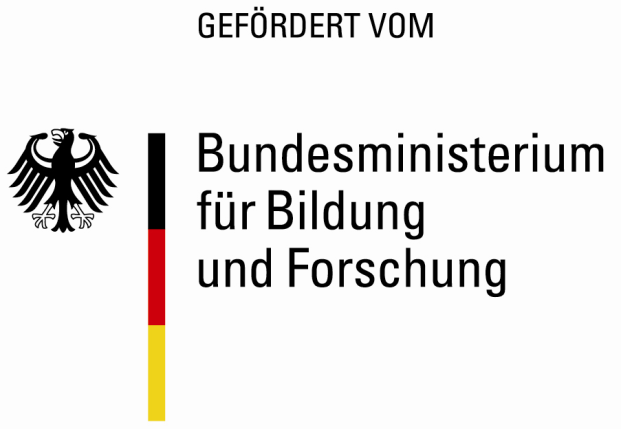 GEFÖRDERT VOM
Bundesministerium
für Bildung
und Forschung